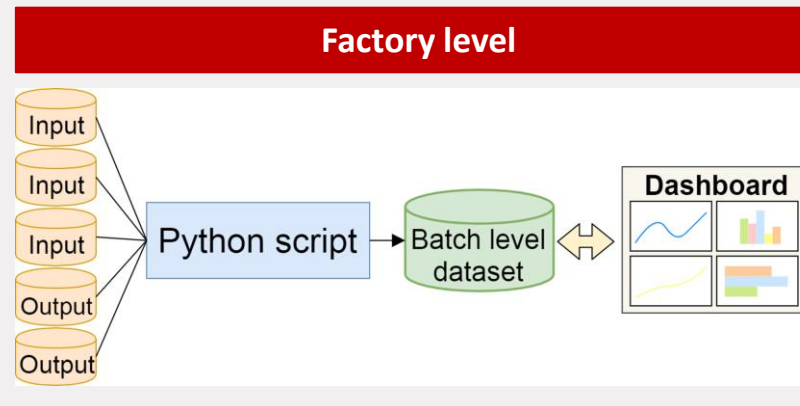 Factory level
Input
Input
Input
Output
Output
Python script
Batch level
dataset
Dashboard